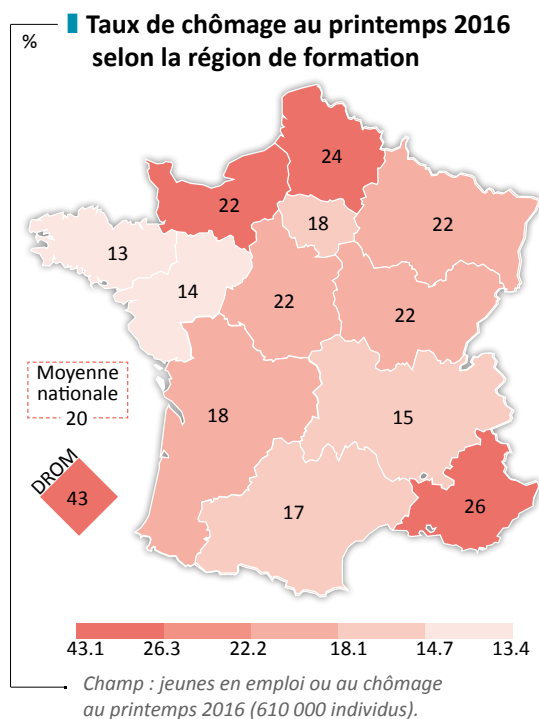 Taux de chômage au printemps 2016
selon la région de formation
%
24
22
18
22
13
14
22
22
Moyenne
nationale
20
18
15
DROM
43
17
26
43.1 26.3 22.2 18.1 14.7 13.4
Champ : jeunes en emploi ou au chômage
au printemps 2016 (610 000 individus).